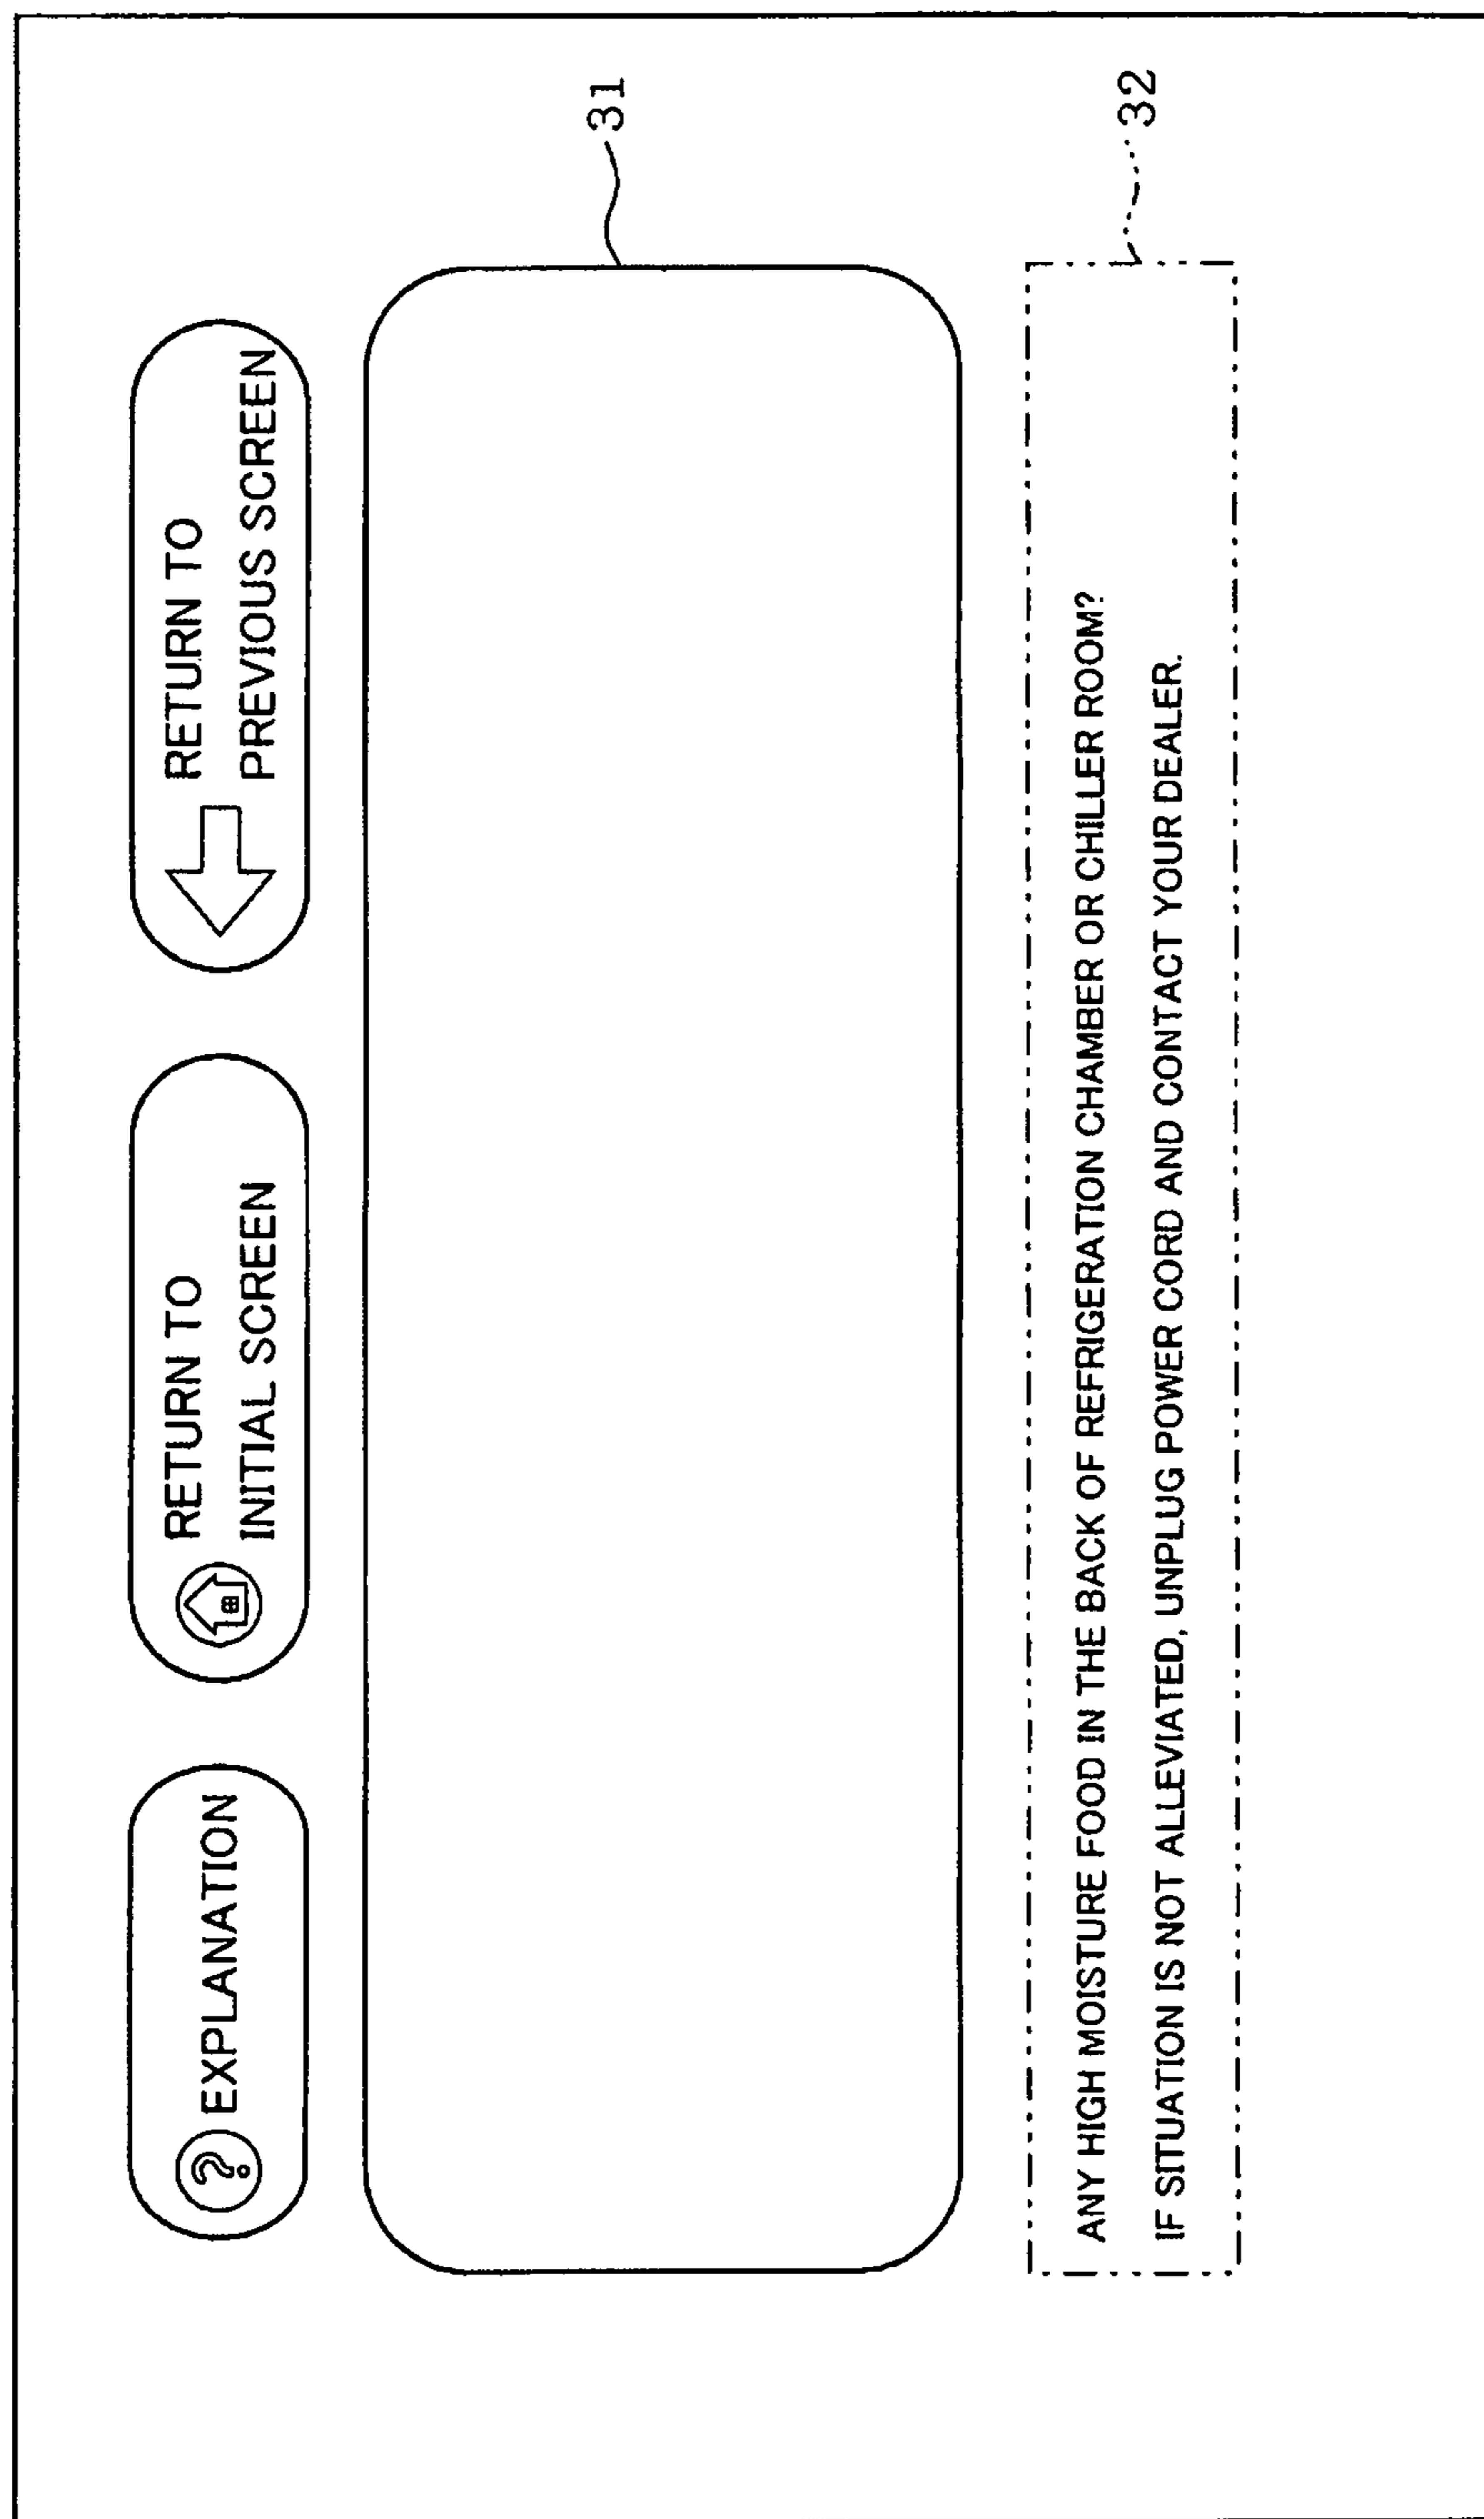 ? EXPLANATION
RETURN TO
INITIAL SCREEN
RETURN TO
PREVIOUS SCREEN
31
ANY HIGH MOISTURE FOOD IN THE BACK OF REFRIGERATION CHAMBER OR CHILLER ROOM?
IF SITUATION IS NOT ALLEVIATED, UNPLUG POWER CORD AND CONTACT YOUR DEALER.
32